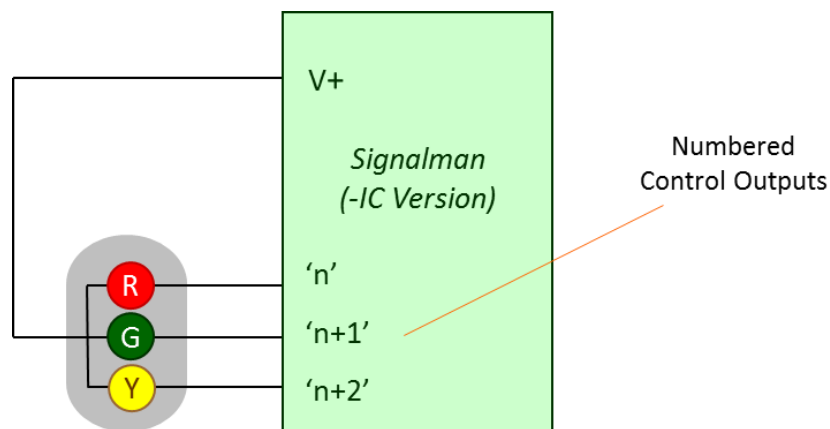 V+
Signalman
(-IC Version)
Numbered
Control Outputs
R
‘n’
G
‘n+1’
Y
‘n+2’